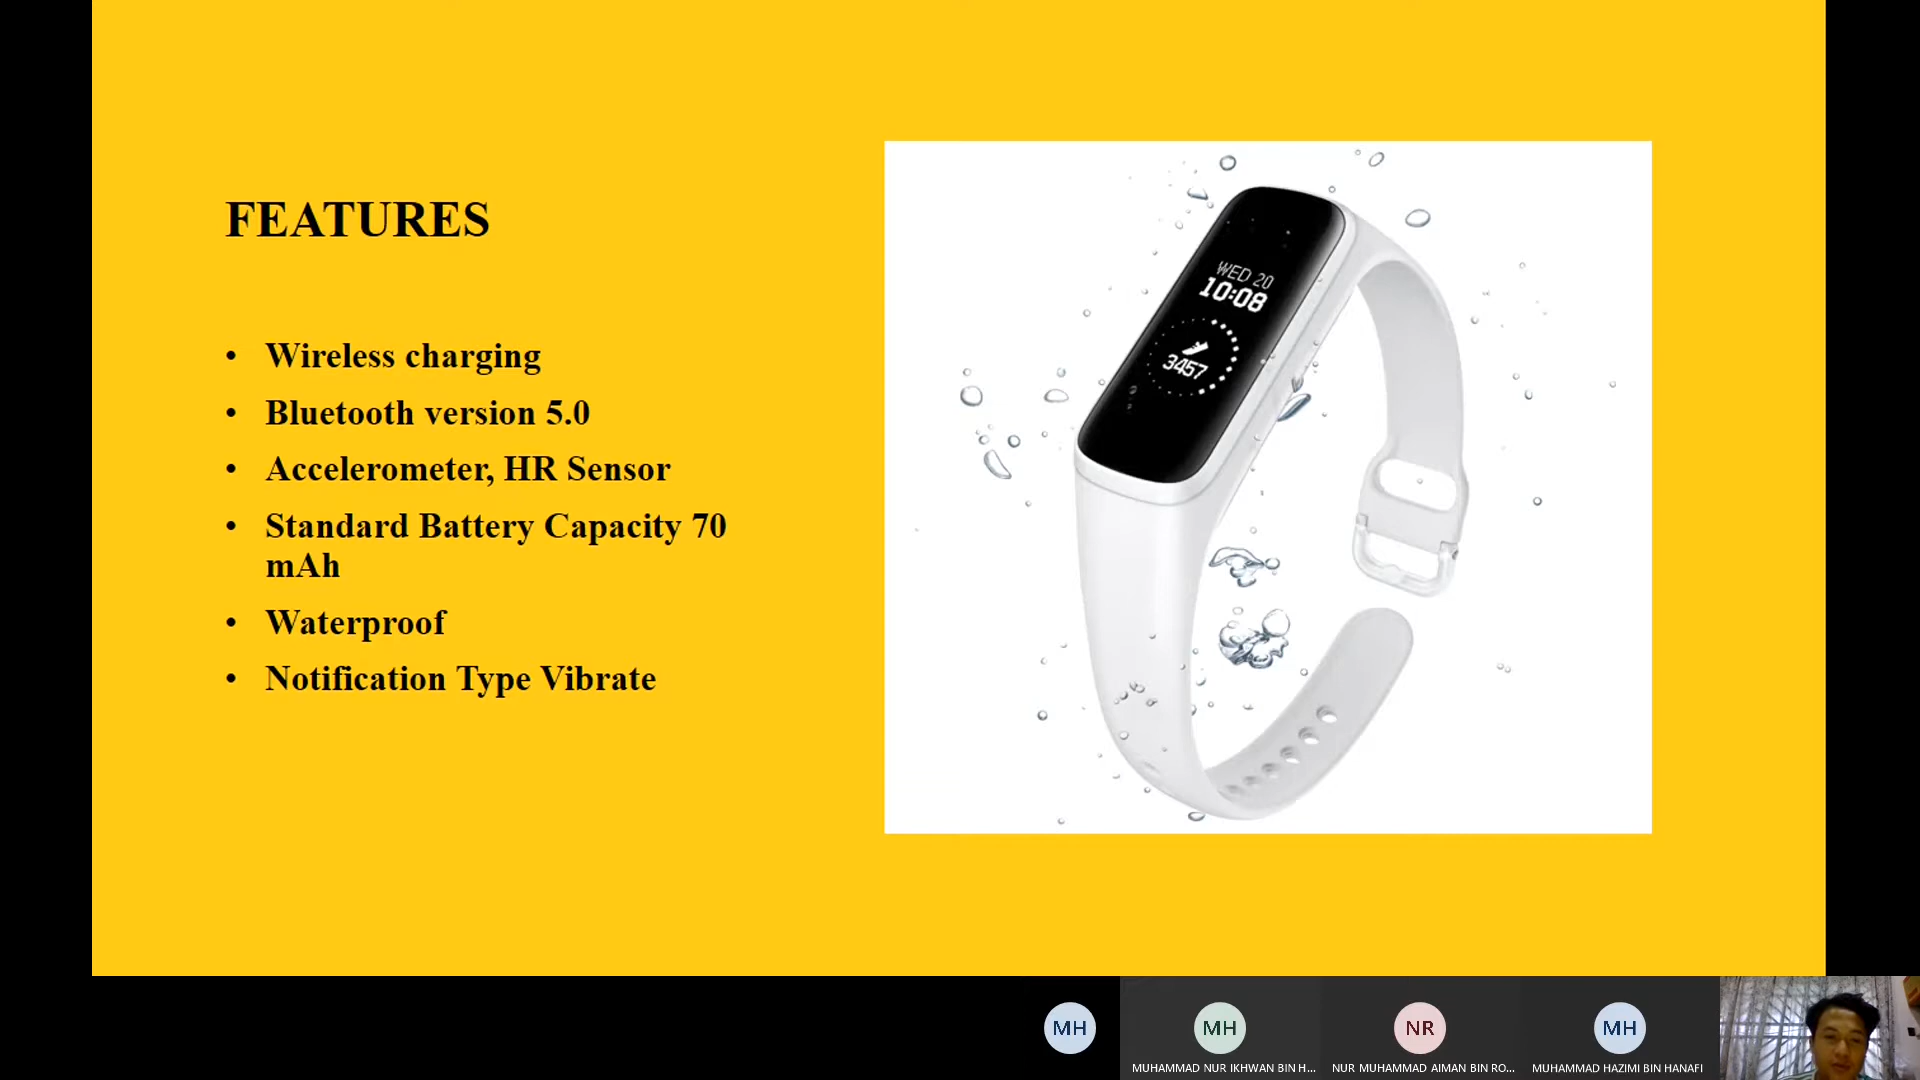 FEATURES
• Wireless charging
• Bluetooth version 5.0
• Accelerometer, HR Sensor
• Standard Battery Capacity 70
mAh
• Waterproof
• Notification Type Vibrate
WED 20
10:08
3457
MH
MH
NR
MH
MUHAMMAD NUR IKHWAN BIN H...
NUR MUHAMMAD AIMAN BIN RO...
MUHAMMAD HAZIMI BIN HANAFI